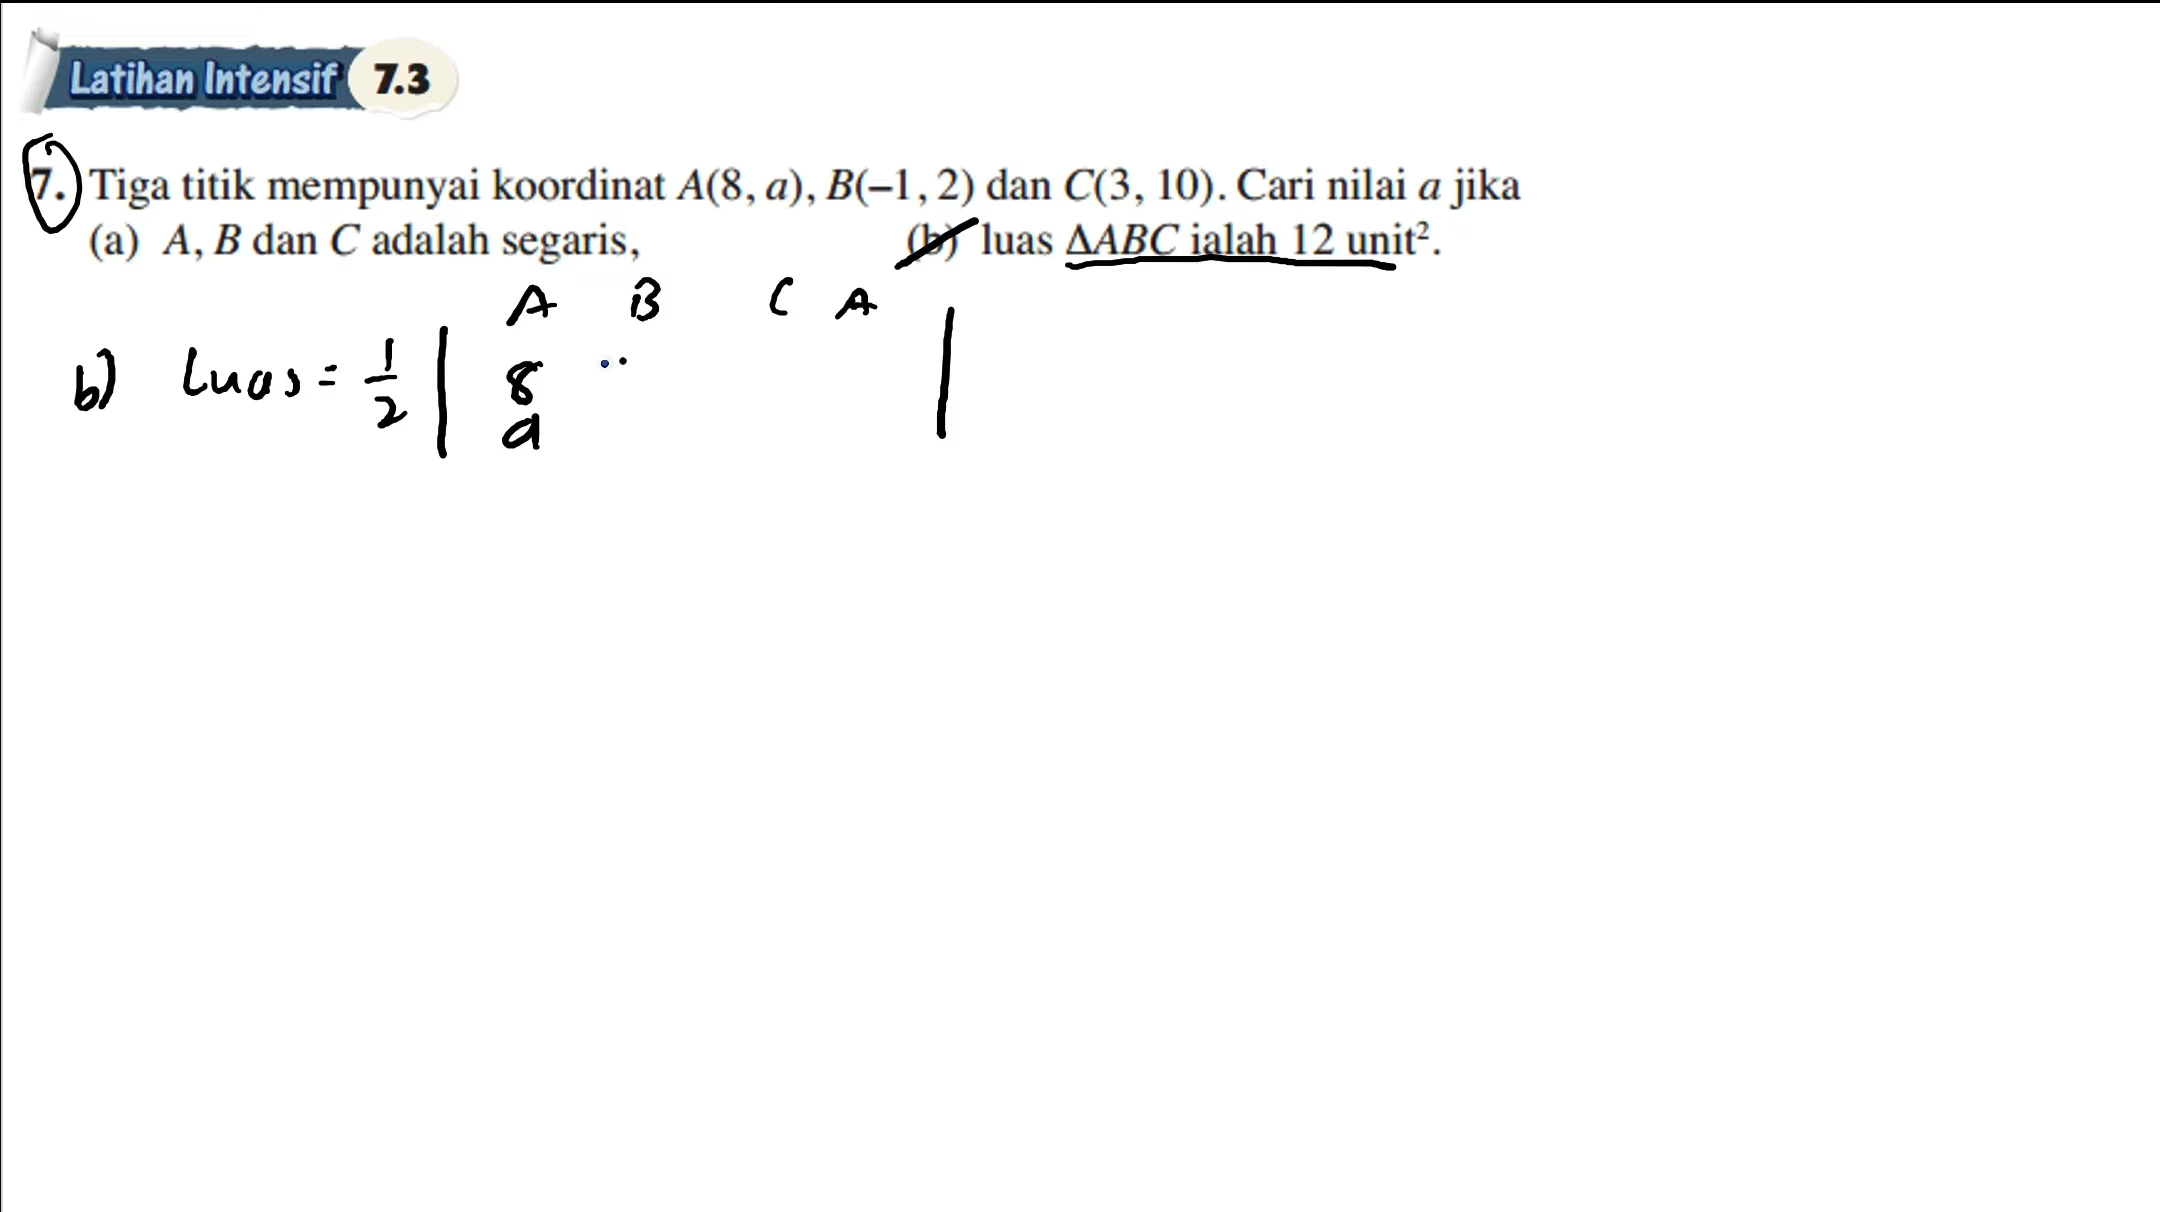 Latihan Intensif 7.3
7. Tiga titik mempunyai koordinat A(8, a), B(–1, 2) dan C(3, 10). Cari nilai a jika
(a) A, B dan C adalah segaris, (b) luas ΔABC ialah 12 unit².
A B C A
b) Luas = 1/2 | 8 |
a